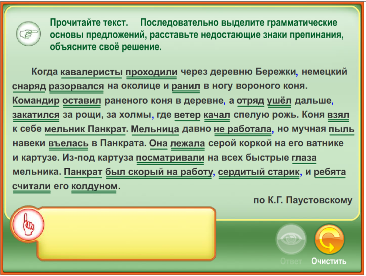 Прочитайте текст. Последовательно выделите грамматические
основы предложений, расставьте недостающие знаки препинания,
объясните своё решение.
Когда кавалеристы проходили через деревню Бережки, немецкий
снаряд разорвался на околице и ранил в ногу вороного коня.
Командир оставил раненого коня в деревне, а отряд ушёл дальше,
закатился за рощи, за холмы, где ветер качал спелую рожь. Коня взял
к себе мельник Панкрат. Мельница давно не работала, но мучная пыль
навеки въелась в Панкрата. Она лежала серой коркой на его ватнике
и картузе. Из-под картуза посматривали на всех быстрые глаза
мельника. Панкрат был скорый на работу, сердитый старик, и ребята
считали его колдуном.
по К.Г. Паустовскому
Ответ Очистить